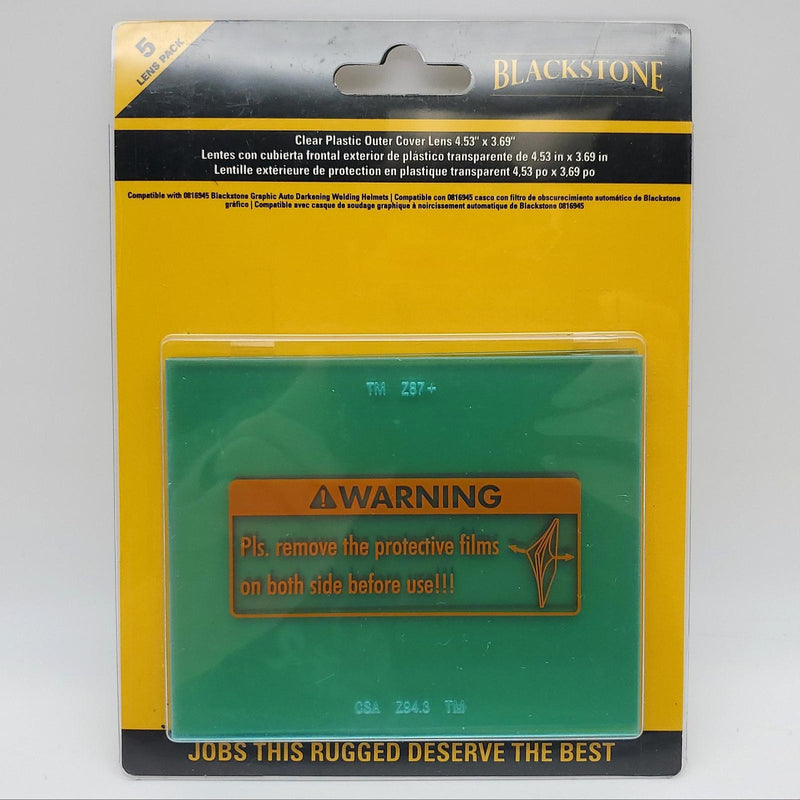 5
LENS PACK
BLACKSTONE
Clear Plastic Outer Cover Lens 4.53" x 3.69"
Lentes con cubierta frontal exterior de plástico transparente de 4.53 in x 3.69 in
Lentille extérieure de protection en plastique transparent 4,53 po x 3,69 po
Compatible with 0816945 Blackstone Graphic Auto Darkening Welding Helmets | Compatible con 0816945 casco con filtro de obscurecimiento automático de Blackstone
gráfico | Compatible avec casque de soudage graphique à noircissement automatique de Blackstone 0816945
TM Z87+
WARNING
Pls. remove the protective films
on both side before use!!!
CSA Z94.3 TM
JOBS THIS RUGGED DESERVE THE BEST